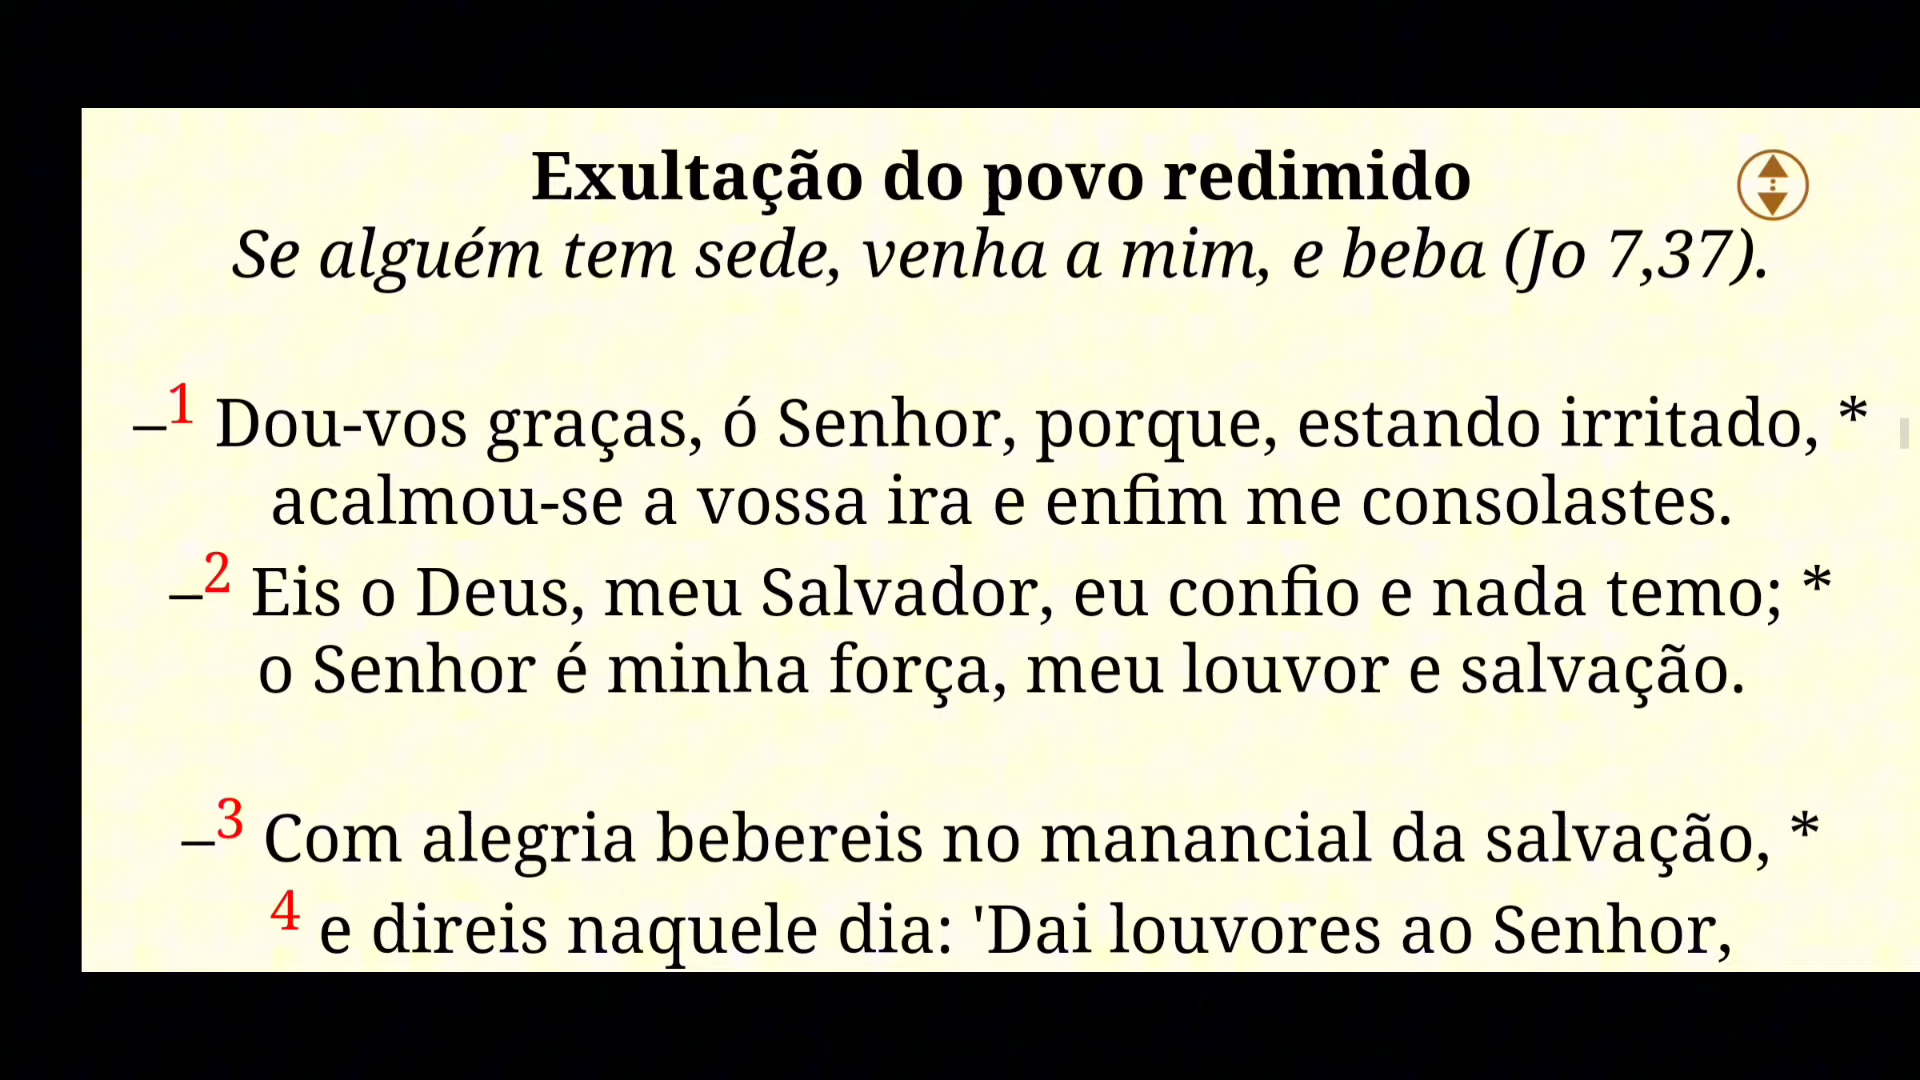 Exultação do povo redimido
Se alguém tem sede, venha a mim, e beba (Jo 7,37).
–1 Dou-vos graças, ó Senhor, porque, estando irritado, *
acalmou-se a vossa ira e enfim me consolastes.
–2 Eis o Deus, meu Salvador, eu confio e nada temo; *
o Senhor é minha força, meu louvor e salvação.
–3 Com alegria bebereis no manancial da salvação, *
4 e direis naquele dia: 'Dai louvores ao Senhor,